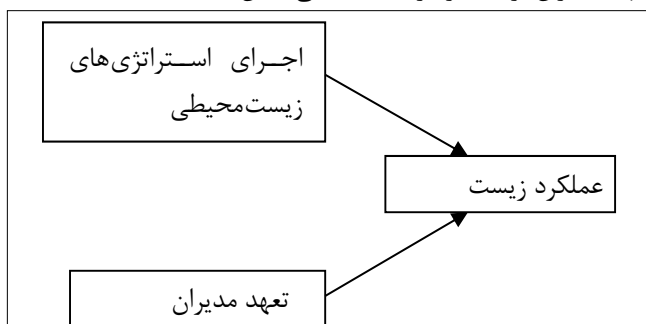 اجرای استراتژی‌های
زیست‌محیطی
عملکرد زیست
تعهد مدیران